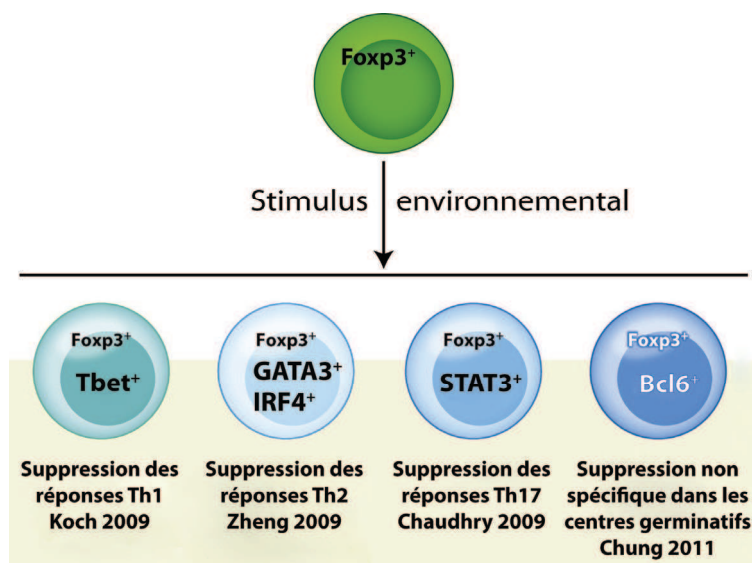 Foxp3⁺
Stimulus environnemental
Foxp3⁺
Tbet⁺
Foxp3⁺
GATA3⁺
IRF4⁺
Foxp3⁺
STAT3⁺
Foxp3⁺
Bcl6⁺
Suppression des
réponses Th1
Koch 2009
Suppression des
réponses Th2
Zheng 2009
Suppression des
réponses Th17
Chaudhry 2009
Suppression non
spécifique dans les
centres germinatifs
Chung 2011